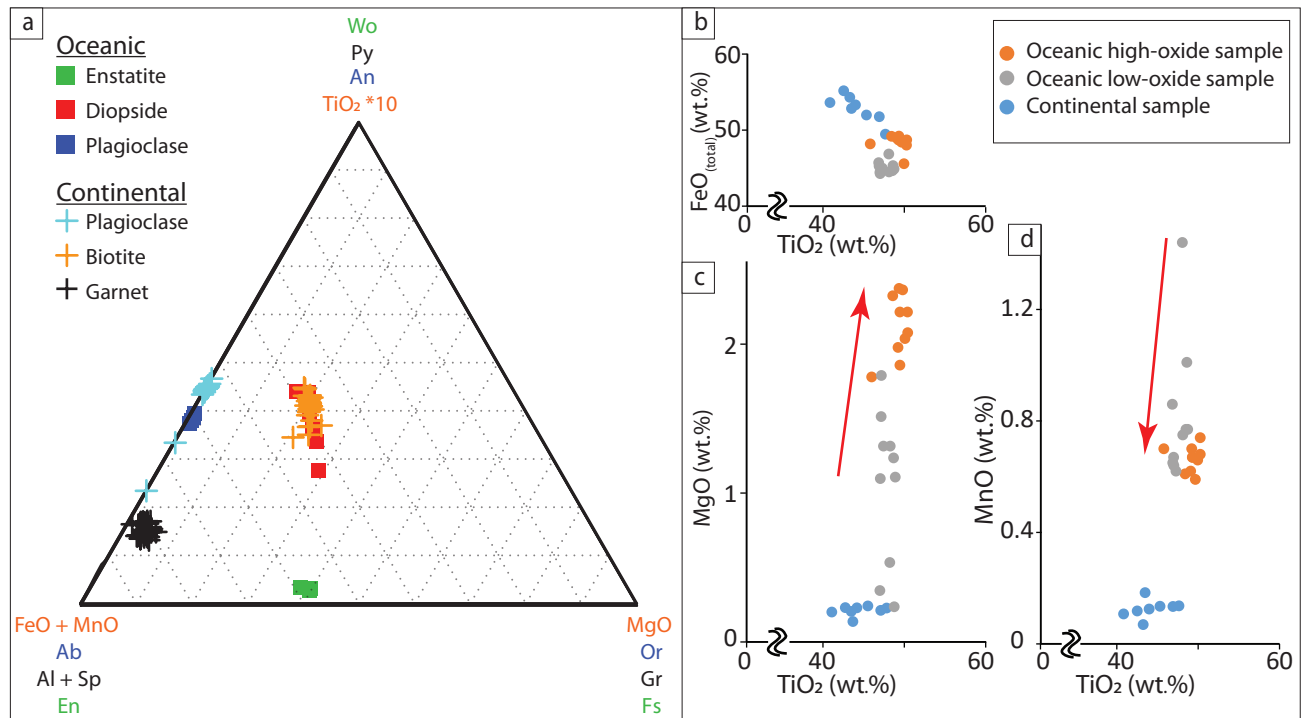 a
Oceanic
Enstatite
Diopside
Plagioclase
Continental
Plagioclase
Biotite
Garnet
Wo
Py
An
TiO₂ *10
FeO + MnO
Ab
Al + Sp
En
MgO
Or
Gr
Fs
b
60
50
40
FeO(total) (wt.%)
0
40
60
TiO₂ (wt.%)
Oceanic high-oxide sample
Oceanic low-oxide sample
Continental sample
c
2
1
0
MgO (wt.%)
0
40
60
TiO₂ (wt.%)
d
1.2
0.8
0.4
0
MnO (wt.%)
0
40
60
TiO₂ (wt.%)